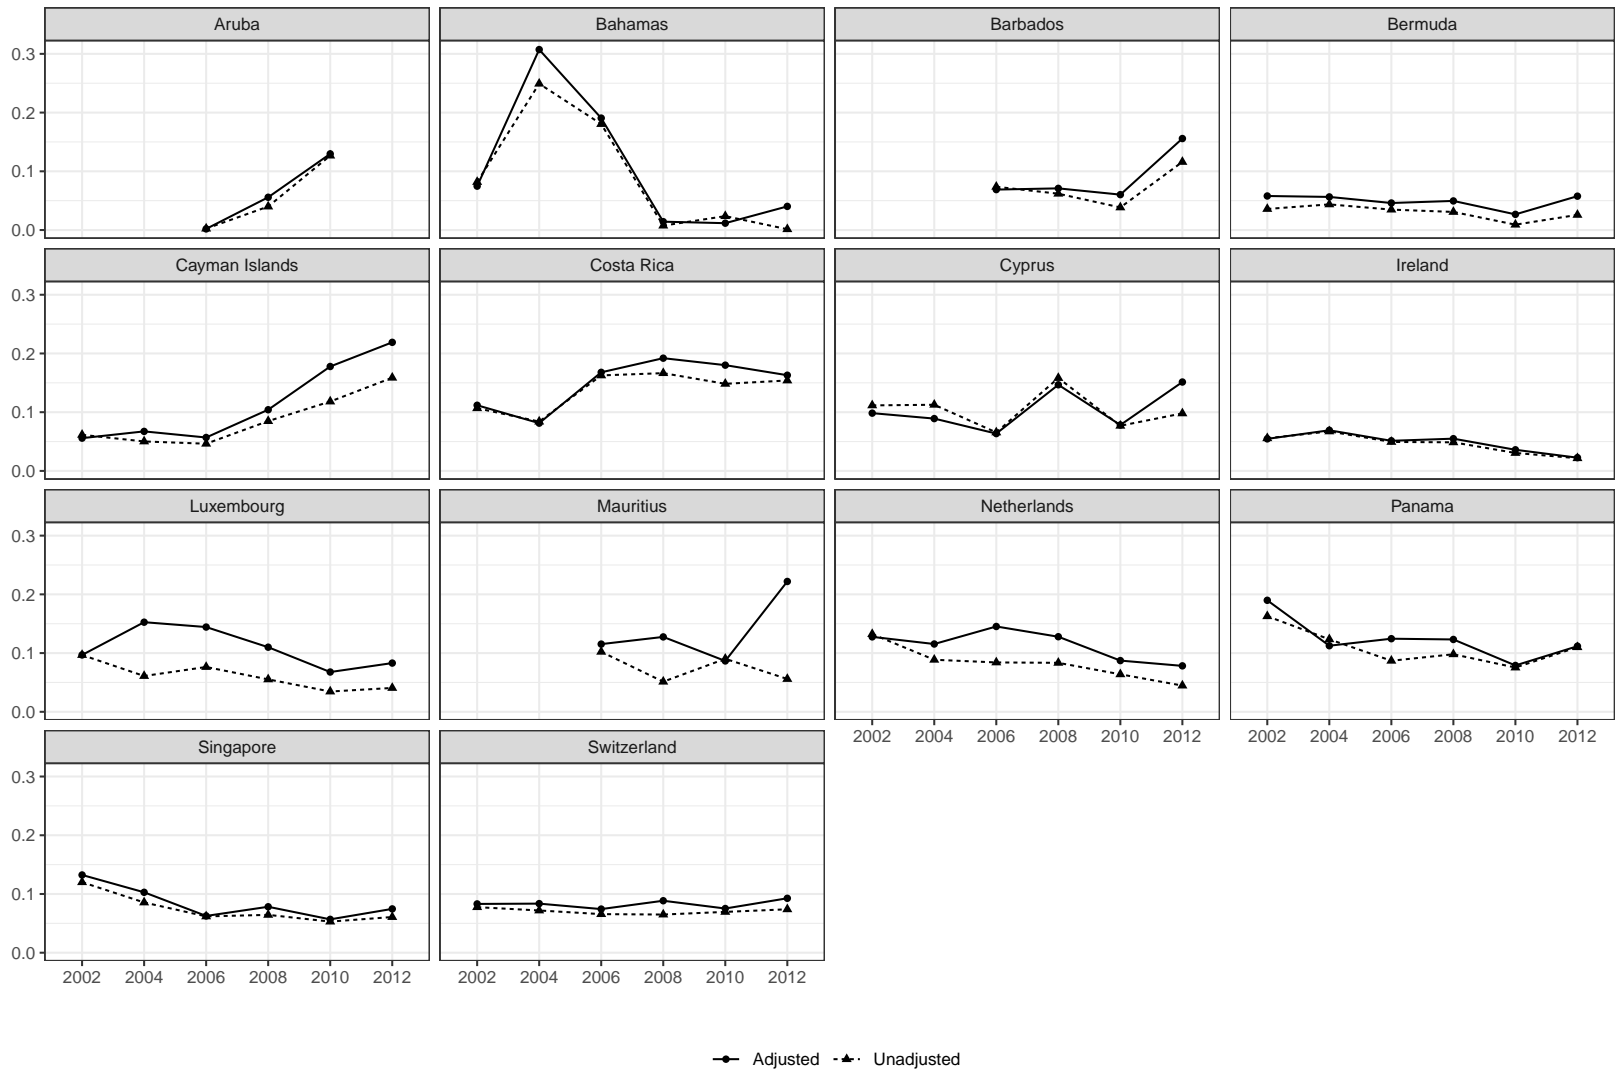 Aruba
Bahamas
Barbados
Bermuda
0.3
0.2
0.1
0.0
Cayman Islands
Costa Rica
Cyprus
Ireland
0.3
0.2
0.1
0.0
Luxembourg
Mauritius
Netherlands
Panama
0.3
0.2
0.1
0.0
2002 2004 2006 2008 2010 2012
2002 2004 2006 2008 2010 2012
Singapore
Switzerland
0.3
0.2
0.1
0.0
2002 2004 2006 2008 2010 2012
2002 2004 2006 2008 2010 2012
Adjusted Unadjusted